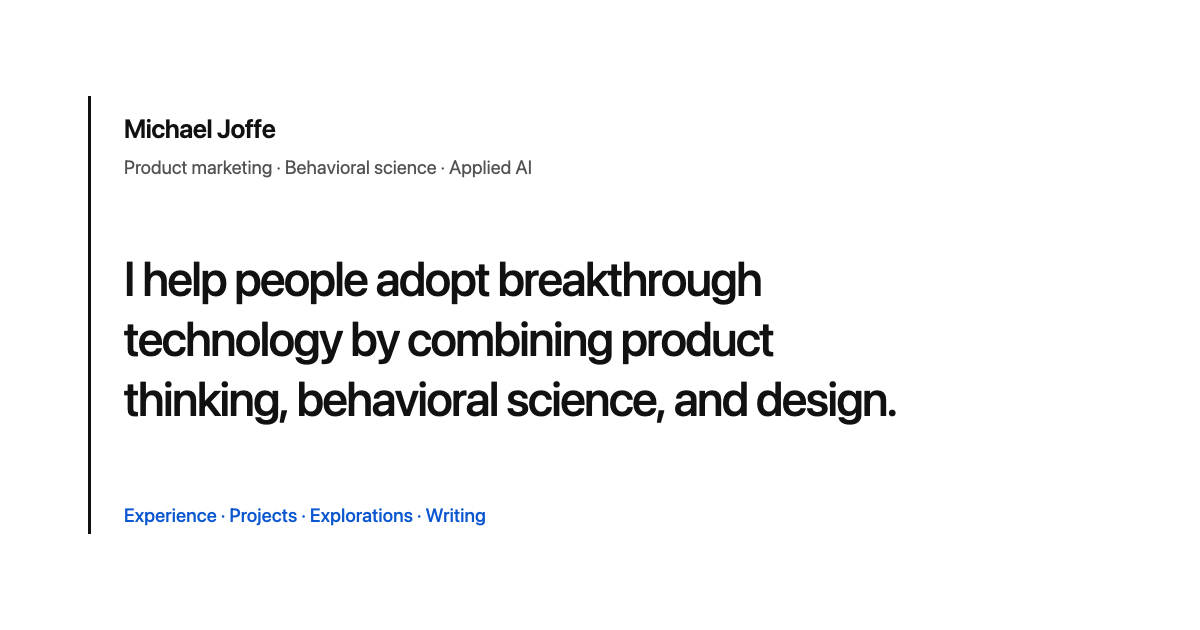 Michael Joffe
Product marketing · Behavioral science · Applied AI
I help people adopt breakthrough
technology by combining product
thinking, behavioral science, and design.
Experience · Projects · Explorations · Writing